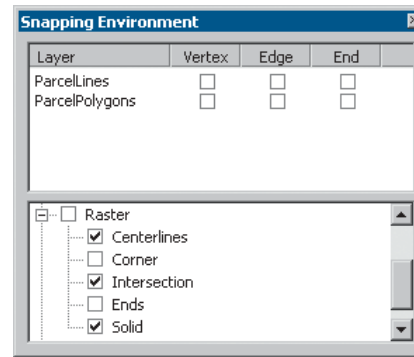 Snapping Environment
Layer Vertex Edge End
ParcelLines
ParcelPolygons
Raster
Centerlines
Corner
Intersection
Ends
Solid